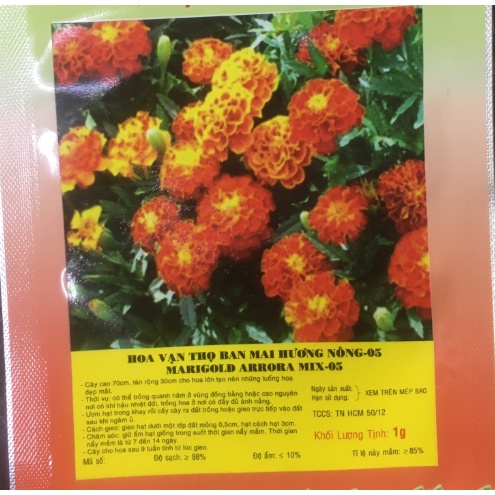 HOA VẠN THỌ BAN MAI HƯƠNG NÔNG-05
MARIGOLD ARRORA MIX-05
- Cây cao 70cm, tán rộng 30cm cho hoa lớn tạo nên những luống hoa
đẹp mắt.
- Thời vụ: có thể trồng quanh năm ở vùng đồng bằng hoặc cao nguyên
nơi có khí hậu nhiệt đới, trồng hoa ở nơi có đầy đủ ánh nắng.
- Ươm hạt trong khay rồi cấy cây ra đất trồng hoặc gieo trực tiếp vào đất
sau khi ngâm ủ.
- Cách gieo: gieo hạt dưới một lớp đất mỏng 0,5cm, hạt cách hạt 3cm.
- Chăm sóc: giữ ẩm hạt giống trong suốt thời gian nẩy mầm. Thời gian
nẩy mầm là từ 7 đến 14 ngày.
- Cây cho hoa sau 9 tuần tính từ lúc gieo.
Mã số: Độ sạch: ≥ 98% Độ ẩm: ≤ 10% Tỉ lệ nảy mầm: ≥ 85%
Ngày sản xuất:
Hạn sử dụng: XEM TRÊN MÉP BAO
TCCS: TN HCM 50/12
Khối Lượng Tịnh: 1g